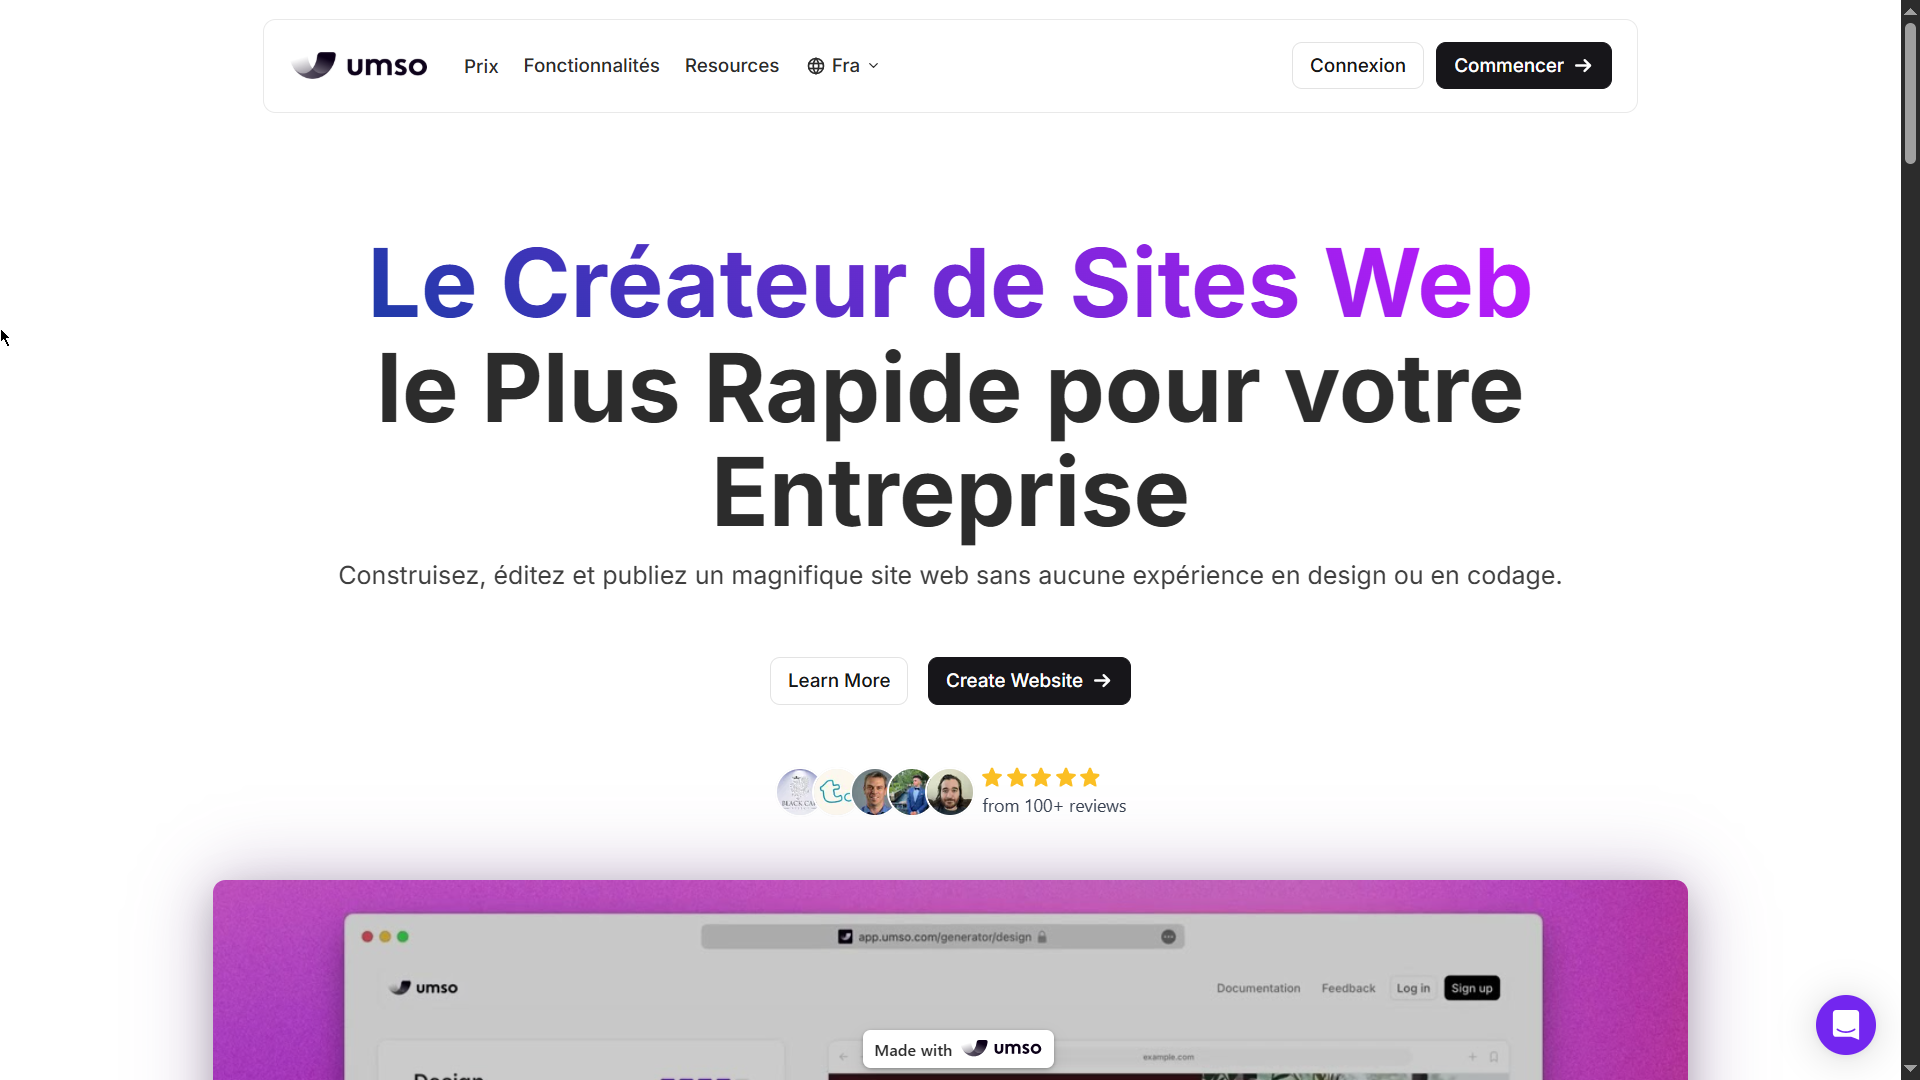 umso
Prix
Fonctionnalités
Resources
Fra
Connexion
Commencer
Le Créateur de Sites Web
le Plus Rapide pour votre
Entreprise
Construisez, éditez et publiez un magnifique site web sans aucune expérience en design ou en codage.
Learn More
Create Website
from 100+ reviews
app.umso.com/generator/design
umso
Documentation
Feedback
Log in
Sign up
example.com
Made with umso